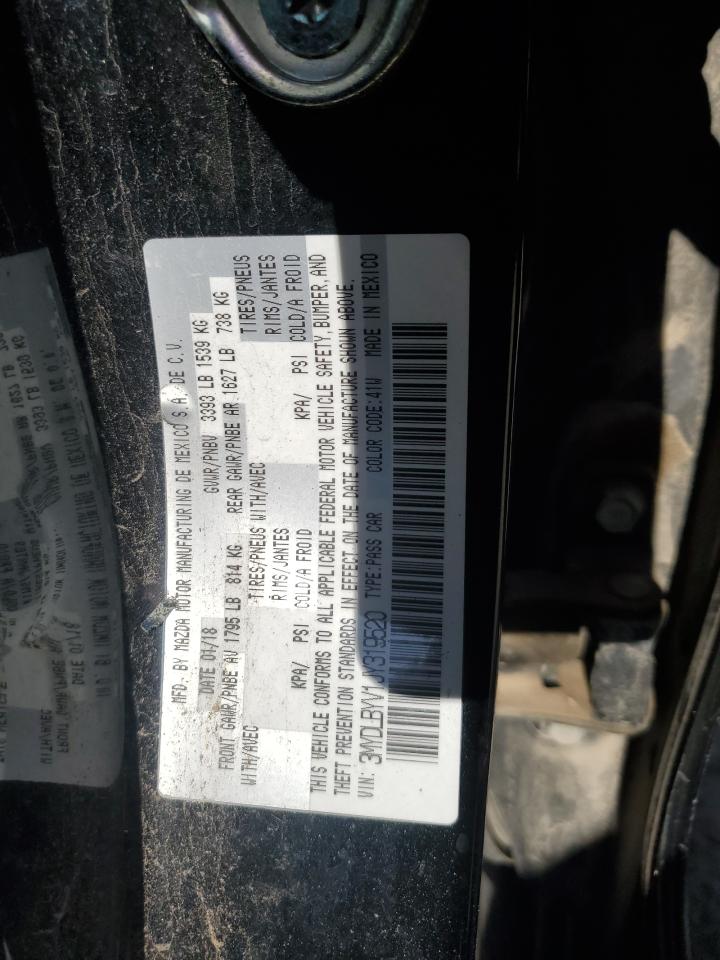 MFD. BY MAZDA MOTOR MANUFACTURING DE MEXICO S.A. DE C.V.
DATE 01/18 GVWR/PNBV 3393 LB 1539 KG
FRONT GAWR/PNBE AV 1795 LB 814 KG REAR GAWR/PNBE AR 1627 LB 738 KG
WITH/AVEC TIRES/PNEUS WITH/AVEC TIRES/PNEUS
RIMS/JANTES RIMS/JANTES
KPA/ PSI COLD/A FROID KPA/ PSI COLD/A FROID
THIS VEHICLE CONFORMS TO ALL APPLICABLE FEDERAL MOTOR VEHICLE SAFETY, BUMPER, AND
THEFT PREVENTION STANDARDS IN EFFECT ON THE DATE OF MANUFACTURE SHOWN ABOVE.
VIN: 3MYDLBYV1JY319520 TYPE:PASS CAR COLOR CODE:41W MADE IN MEXICO